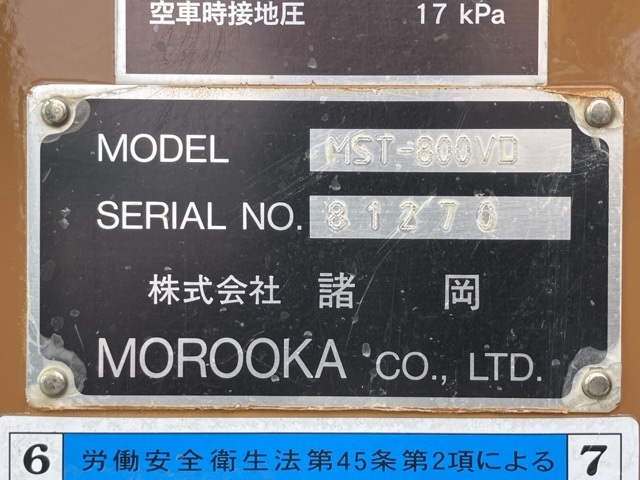 空車時接地圧 17 kPa
MODEL MST-800VD
SERIAL NO. 81270
株式会社 諸岡
MOROOKA CO., LTD.
6 労働安全衛生法第45条第2項による 7